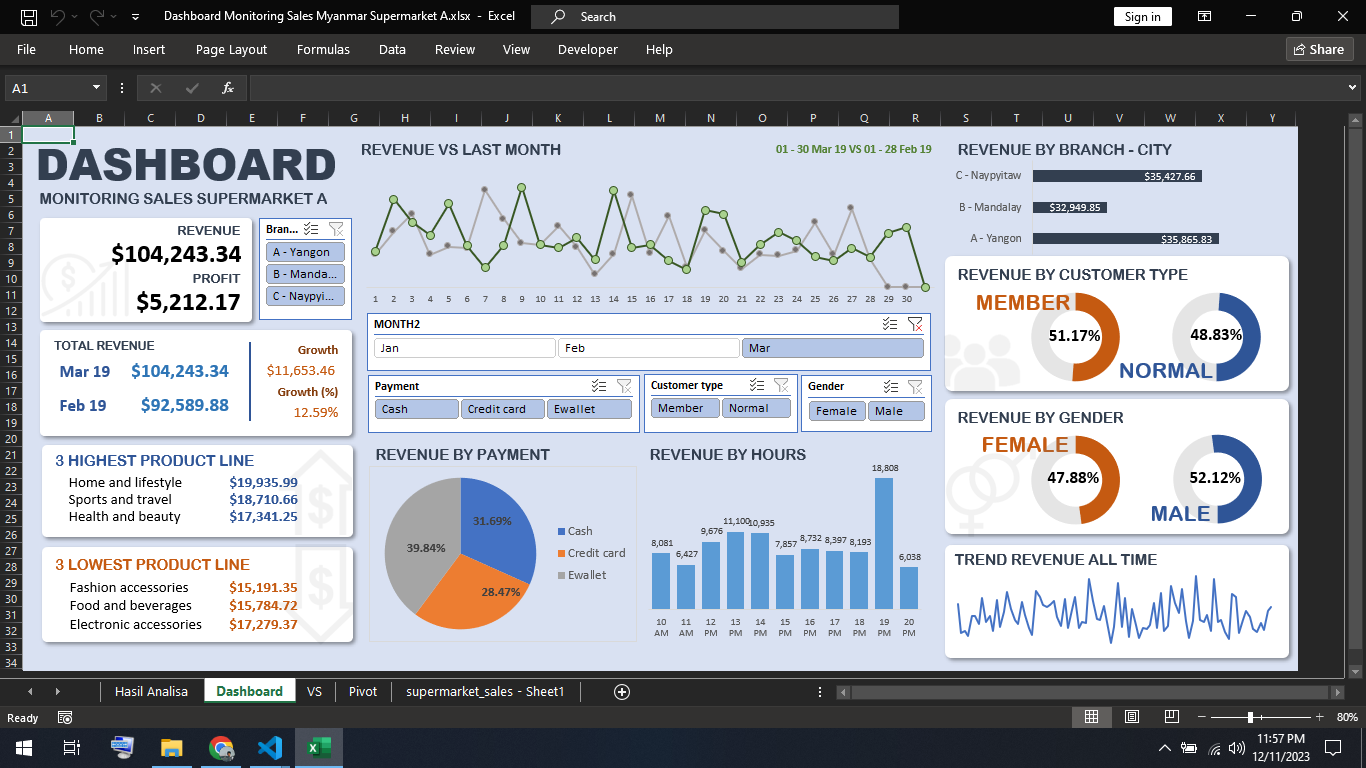 Dashboard Monitoring Sales Myanmar Supermarket A.xlsx - Excel
Search
Sign in
File Home Insert Page Layout Formulas Data Review View Developer Help
Share
A1
fx
A B C D E F G H I J K L M N O P Q R S T U V W X Y
1
2
3
4
5
6
7
8
9
10
11
12
13
14
15
16
17
18
19
20
21
22
23
24
25
26
27
28
29
30
31
32
33
34
DASHBOARD
MONITORING SALES SUPERMARKET A
REVENUE
$104,243.34
PROFIT
$5,212.17
Bran...
A - Yangon
B - Manda...
C - Naypyi...
TOTAL REVENUE
Mar 19 $104,243.34
Feb 19 $92,589.88
Growth
$11,653.46
Growth (%)
12.59%
3 HIGHEST PRODUCT LINE
Home and lifestyle $19,935.99
Sports and travel $18,710.66
Health and beauty $17,341.25
3 LOWEST PRODUCT LINE
Fashion accessories $15,191.35
Food and beverages $15,784.72
Electronic accessories $17,279.37
REVENUE VS LAST MONTH
01 - 30 Mar 19 VS 01 - 28 Feb 19
1 2 3 4 5 6 7 8 9 10 11 12 13 14 15 16 17 18 19 20 21 22 23 24 25 26 27 28 29 30
MONTH2
Jan Feb Mar
Payment
Cash Credit card Ewallet
Customer type
Member Normal
Gender
Female Male
REVENUE BY PAYMENT
31.69%
39.84%
28.47%
Cash
Credit card
Ewallet
REVENUE BY HOURS
8,081 6,427 9,676 11,100 10,935 7,857 8,732 8,397 8,193 18,808 6,038
10 11 12 13 14 15 16 17 18 19 20
AM AM PM PM PM PM PM PM PM PM PM
REVENUE BY BRANCH - CITY
C - Naypyitaw $35,427.66
B - Mandalay $32,949.85
A - Yangon $35,865.83
REVENUE BY CUSTOMER TYPE
MEMBER
51.17%
48.83%
NORMAL
REVENUE BY GENDER
FEMALE
47.88%
52.12%
MALE
TREND REVENUE ALL TIME
Hasil Analisa Dashboard VS Pivot supermarket_sales - Sheet1
Ready
80%
11:57 PM
12/11/2023